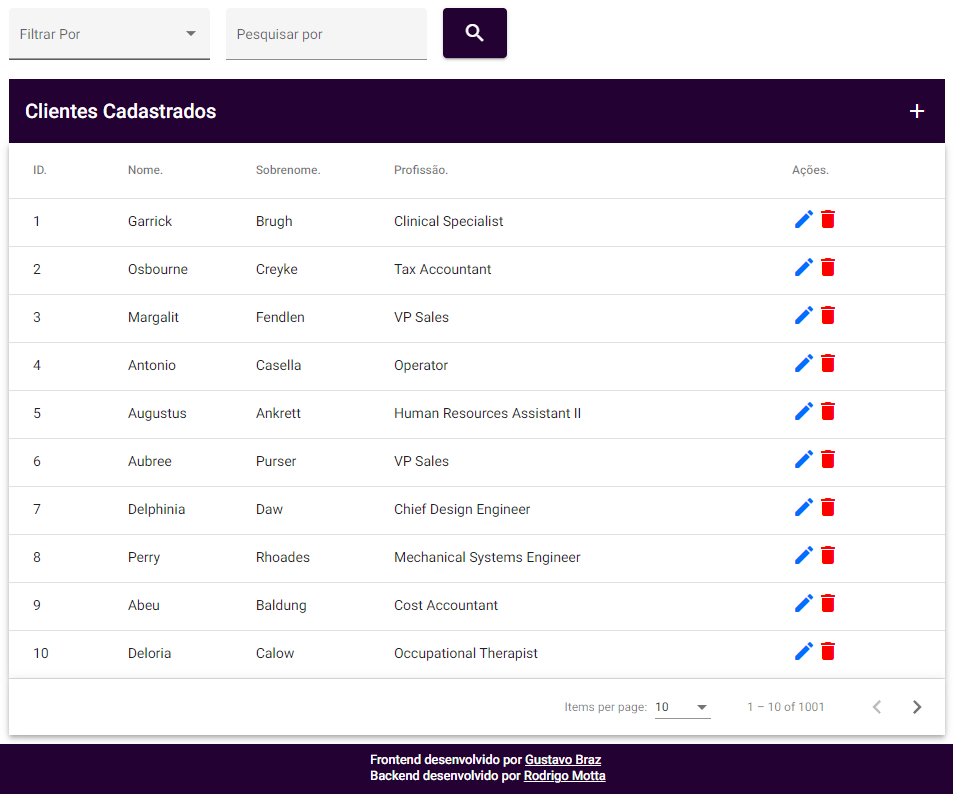 Filtrar Por Pesquisar por
Clientes Cadastrados
ID. Nome. Sobrenome. Profissão. Ações.
1 Garrick Brugh Clinical Specialist
2 Osbourne Creyke Tax Accountant
3 Margalit Fendlen VP Sales
4 Antonio Casella Operator
5 Augustus Ankrett Human Resources Assistant II
6 Aubree Purser VP Sales
7 Delphinia Daw Chief Design Engineer
8 Perry Rhoades Mechanical Systems Engineer
9 Abeu Baldung Cost Accountant
10 Deloria Calow Occupational Therapist
Items per page: 10 1 – 10 of 1001
Frontend desenvolvido por Gustavo Braz
Backend desenvolvido por Rodrigo Motta